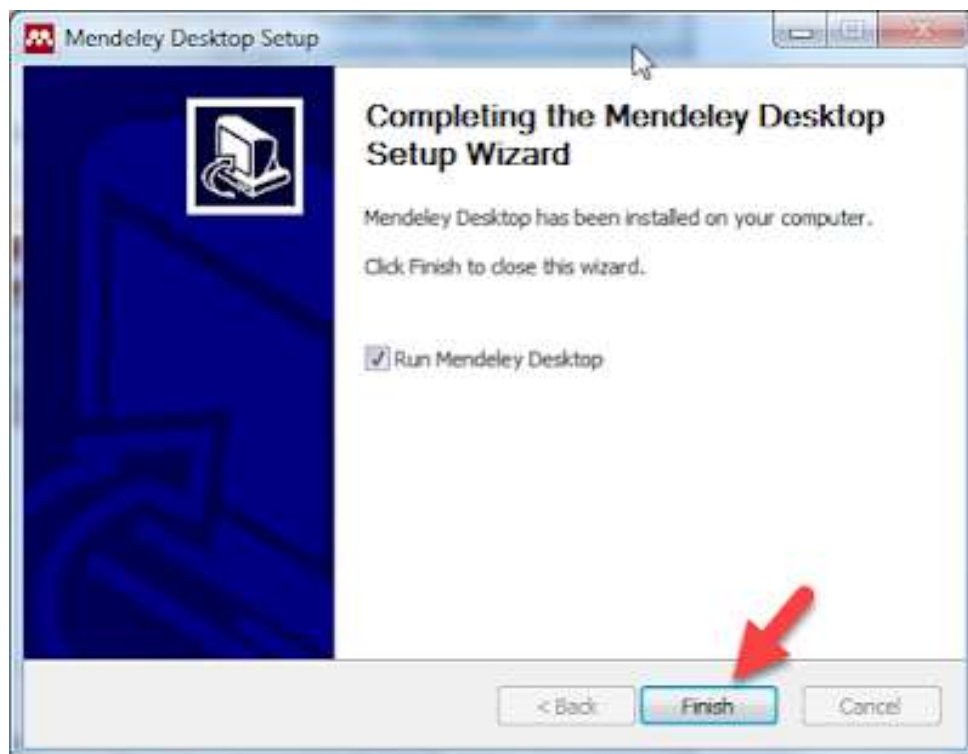 Mendeley Desktop Setup
Completing the Mendeley Desktop
Setup Wizard
Mendeley Desktop has been installed on your computer.
Click Finish to close this wizard.
Run Mendeley Desktop
< Back Finish Cancel